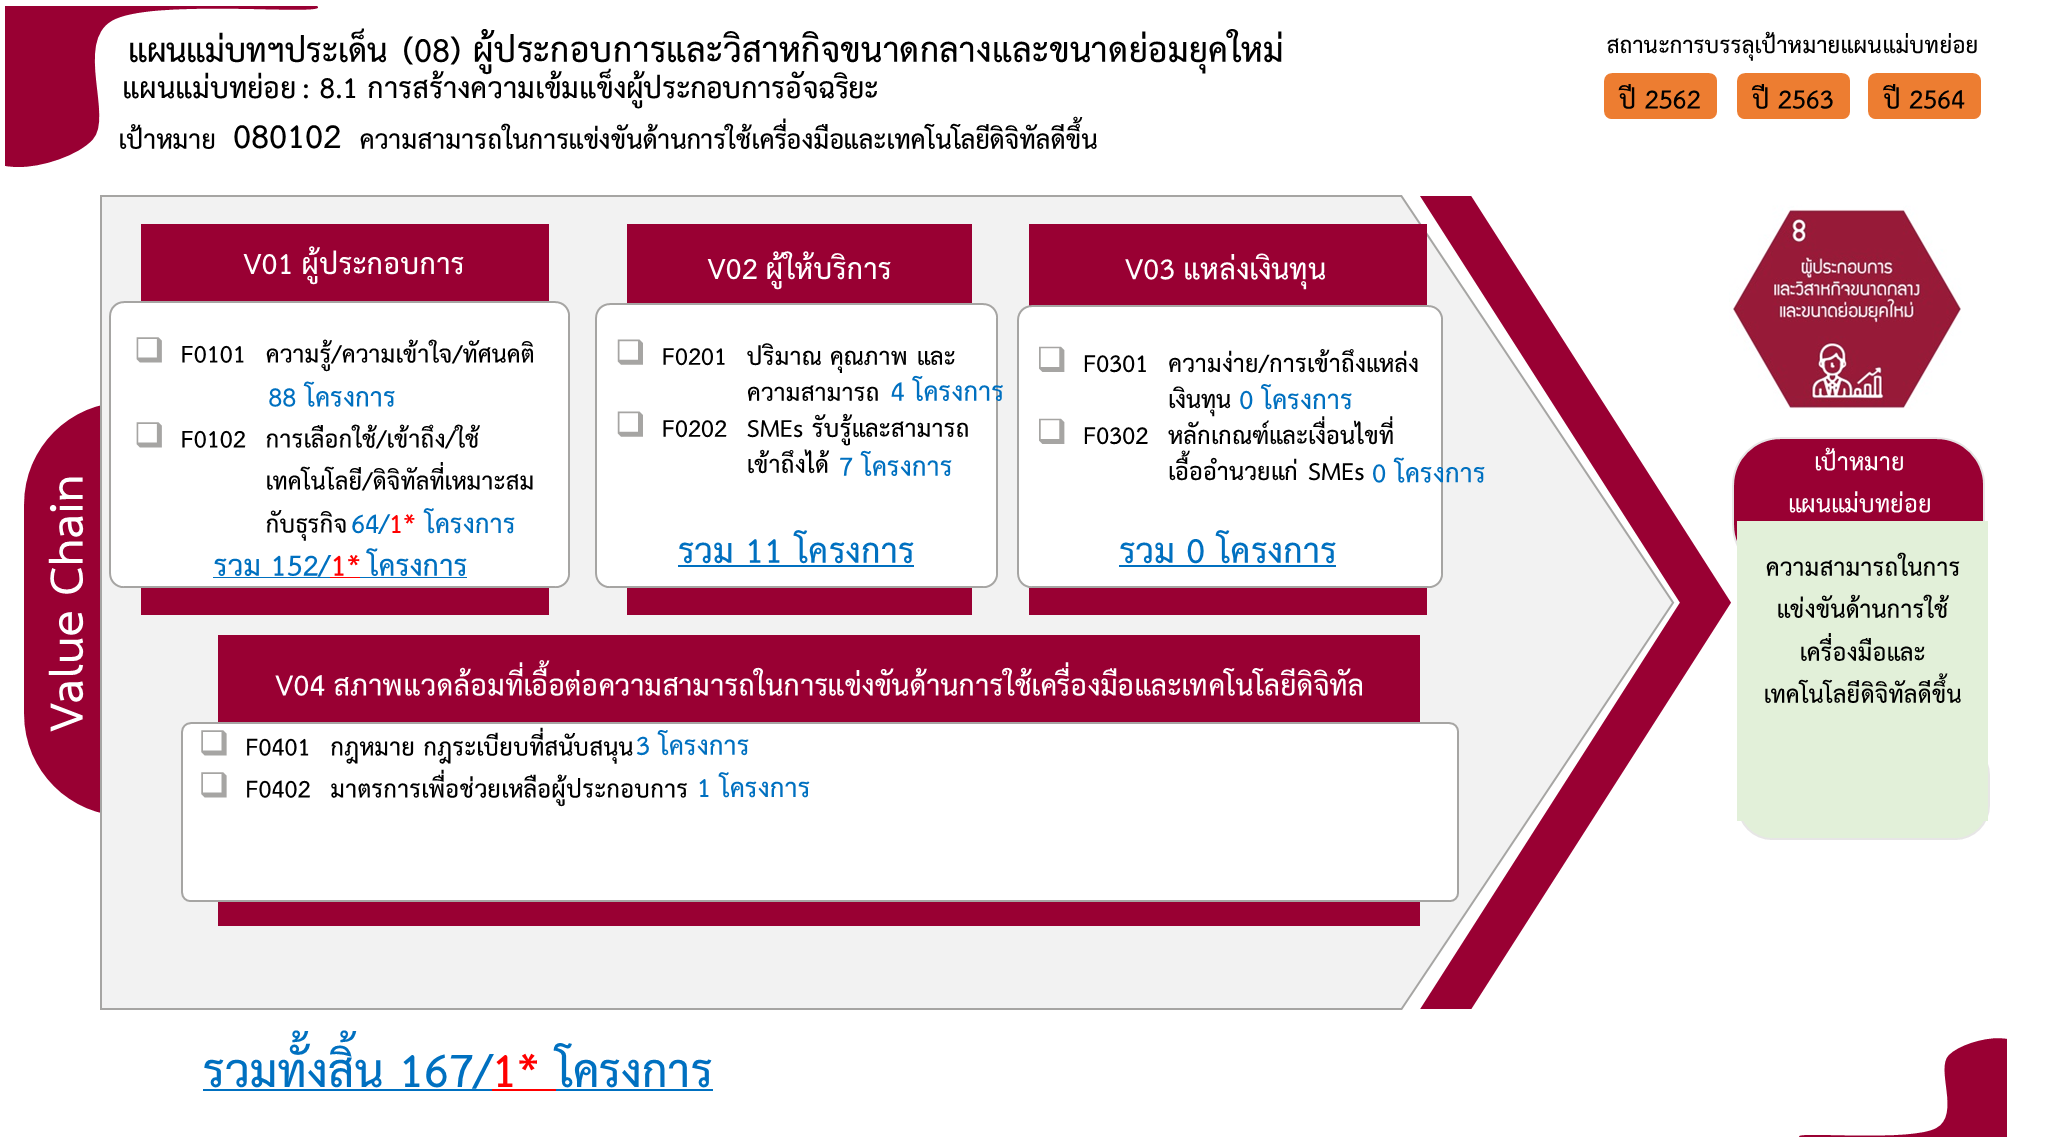 แผนแม่บทฯประเด็น (08) ผู้ประกอบการและวิสาหกิจขนาดกลางและขนาดย่อมยุคใหม่
แผนแม่บทย่อย : 8.1 การสร้างความเข้มแข็งผู้ประกอบการอัจฉริยะ
เป้าหมาย 080102 ความสามารถในการแข่งขันด้านการใช้เครื่องมือและเทคโนโลยีดิจิทัลดีขึ้น
สถานะการบรรลุเป้าหมายแผนแม่บทย่อย
ปี 2562 ปี 2563 ปี 2564
Value Chain
V01 ผู้ประกอบการ
F0101 ความรู้/ความเข้าใจ/ทัศนคติ
88 โครงการ
F0102 การเลือกใช้/เข้าถึง/ใช้
เทคโนโลยี/ดิจิทัลที่เหมาะสม
กับธุรกิจ 64/1* โครงการ
รวม 152/1* โครงการ
V02 ผู้ให้บริการ
F0201 ปริมาณ คุณภาพ และ
ความสามารถ 4 โครงการ
F0202 SMEs รับรู้และสามารถ
เข้าถึงได้ 7 โครงการ
รวม 11 โครงการ
V03 แหล่งเงินทุน
F0301 ความง่าย/การเข้าถึงแหล่ง
เงินทุน 0 โครงการ
F0302 หลักเกณฑ์และเงื่อนไขที่
เอื้ออำนวยแก่ SMEs 0 โครงการ
รวม 0 โครงการ
V04 สภาพแวดล้อมที่เอื้อต่อความสามารถในการแข่งขันด้านการใช้เครื่องมือและเทคโนโลยีดิจิทัล
F0401 กฎหมาย กฎระเบียบที่สนับสนุน 3 โครงการ
F0402 มาตรการเพื่อช่วยเหลือผู้ประกอบการ 1 โครงการ
8
ผู้ประกอบการ
และวิสาหกิจขนาดกลาง
และขนาดย่อมยุคใหม่
เป้าหมาย
แผนแม่บทย่อย
ความสามารถในการ
แข่งขันด้านการใช้
เครื่องมือและ
เทคโนโลยีดิจิทัลดีขึ้น
รวมทั้งสิ้น 167/1* โครงการ